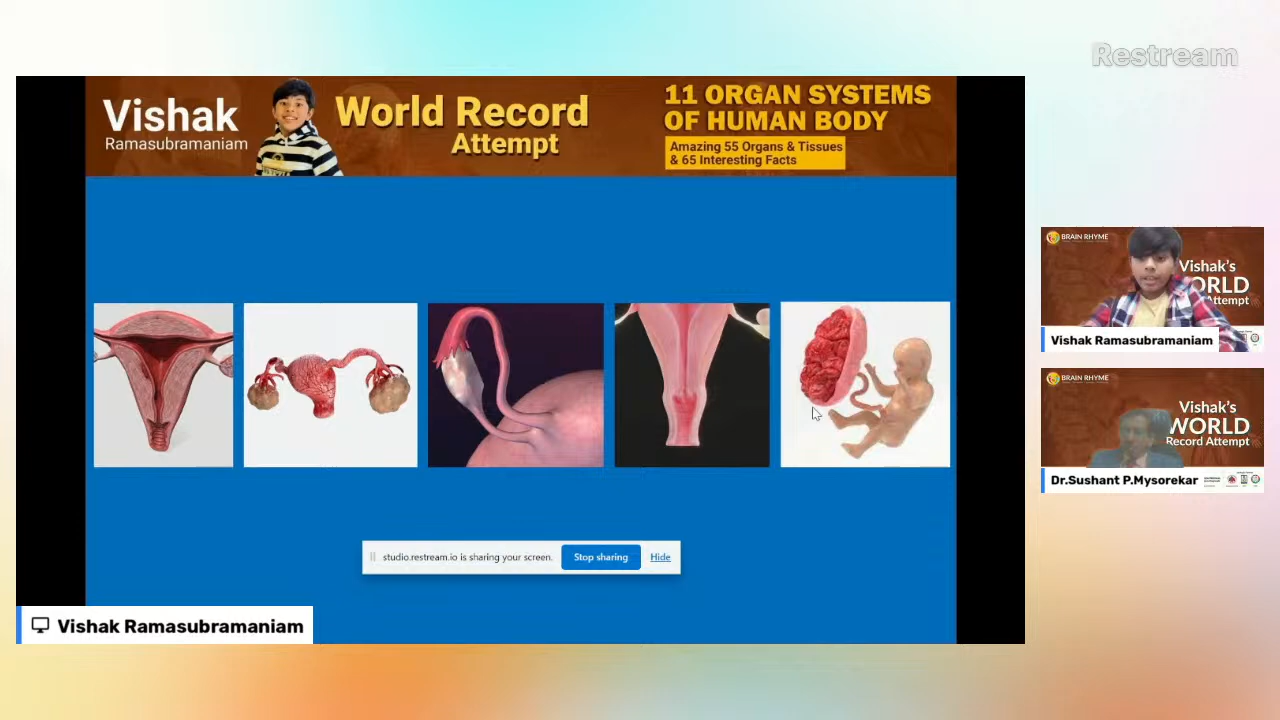 Restream
Vishak
Ramasubramaniam
World Record
Attempt
11 ORGAN SYSTEMS
OF HUMAN BODY
Amazing 55 Organs & Tissues
& 65 Interesting Facts
studio.restream.io is sharing your screen.
Stop sharing
Hide
Vishak Ramasubramaniam
BRAIN RHYME
Vishak's
ORLD
Attempt
Vishak Ramasubramaniam
BRAIN RHYME
Vishak's
WORLD
Record Attempt
Dr.Sushant P.Mysorekar